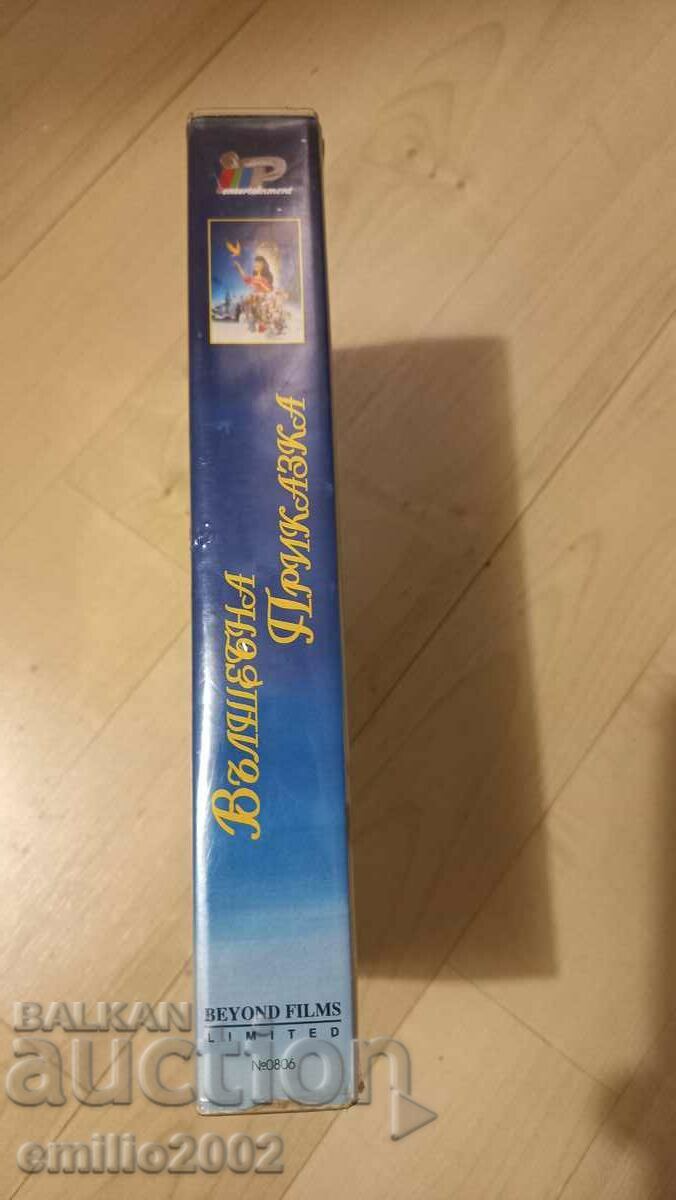 iP
entertainment
ВЪЛШЕБНА
ПРИКАЗКА
BEYOND FILMS
LIMITED
№0806
BALKAN
auction
emilio2002